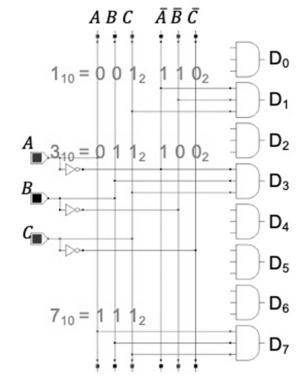 A B C A̅ B̅ C̅
D₀
1₁₀ = 0 0 1₂ 1 1 0₂
D₁
D₂
A
3₁₀ = 0 1 1₂ 1 0 0₂
D₃
B
D₄
C
D₅
D₆
7₁₀ = 1 1 1₂
D₇